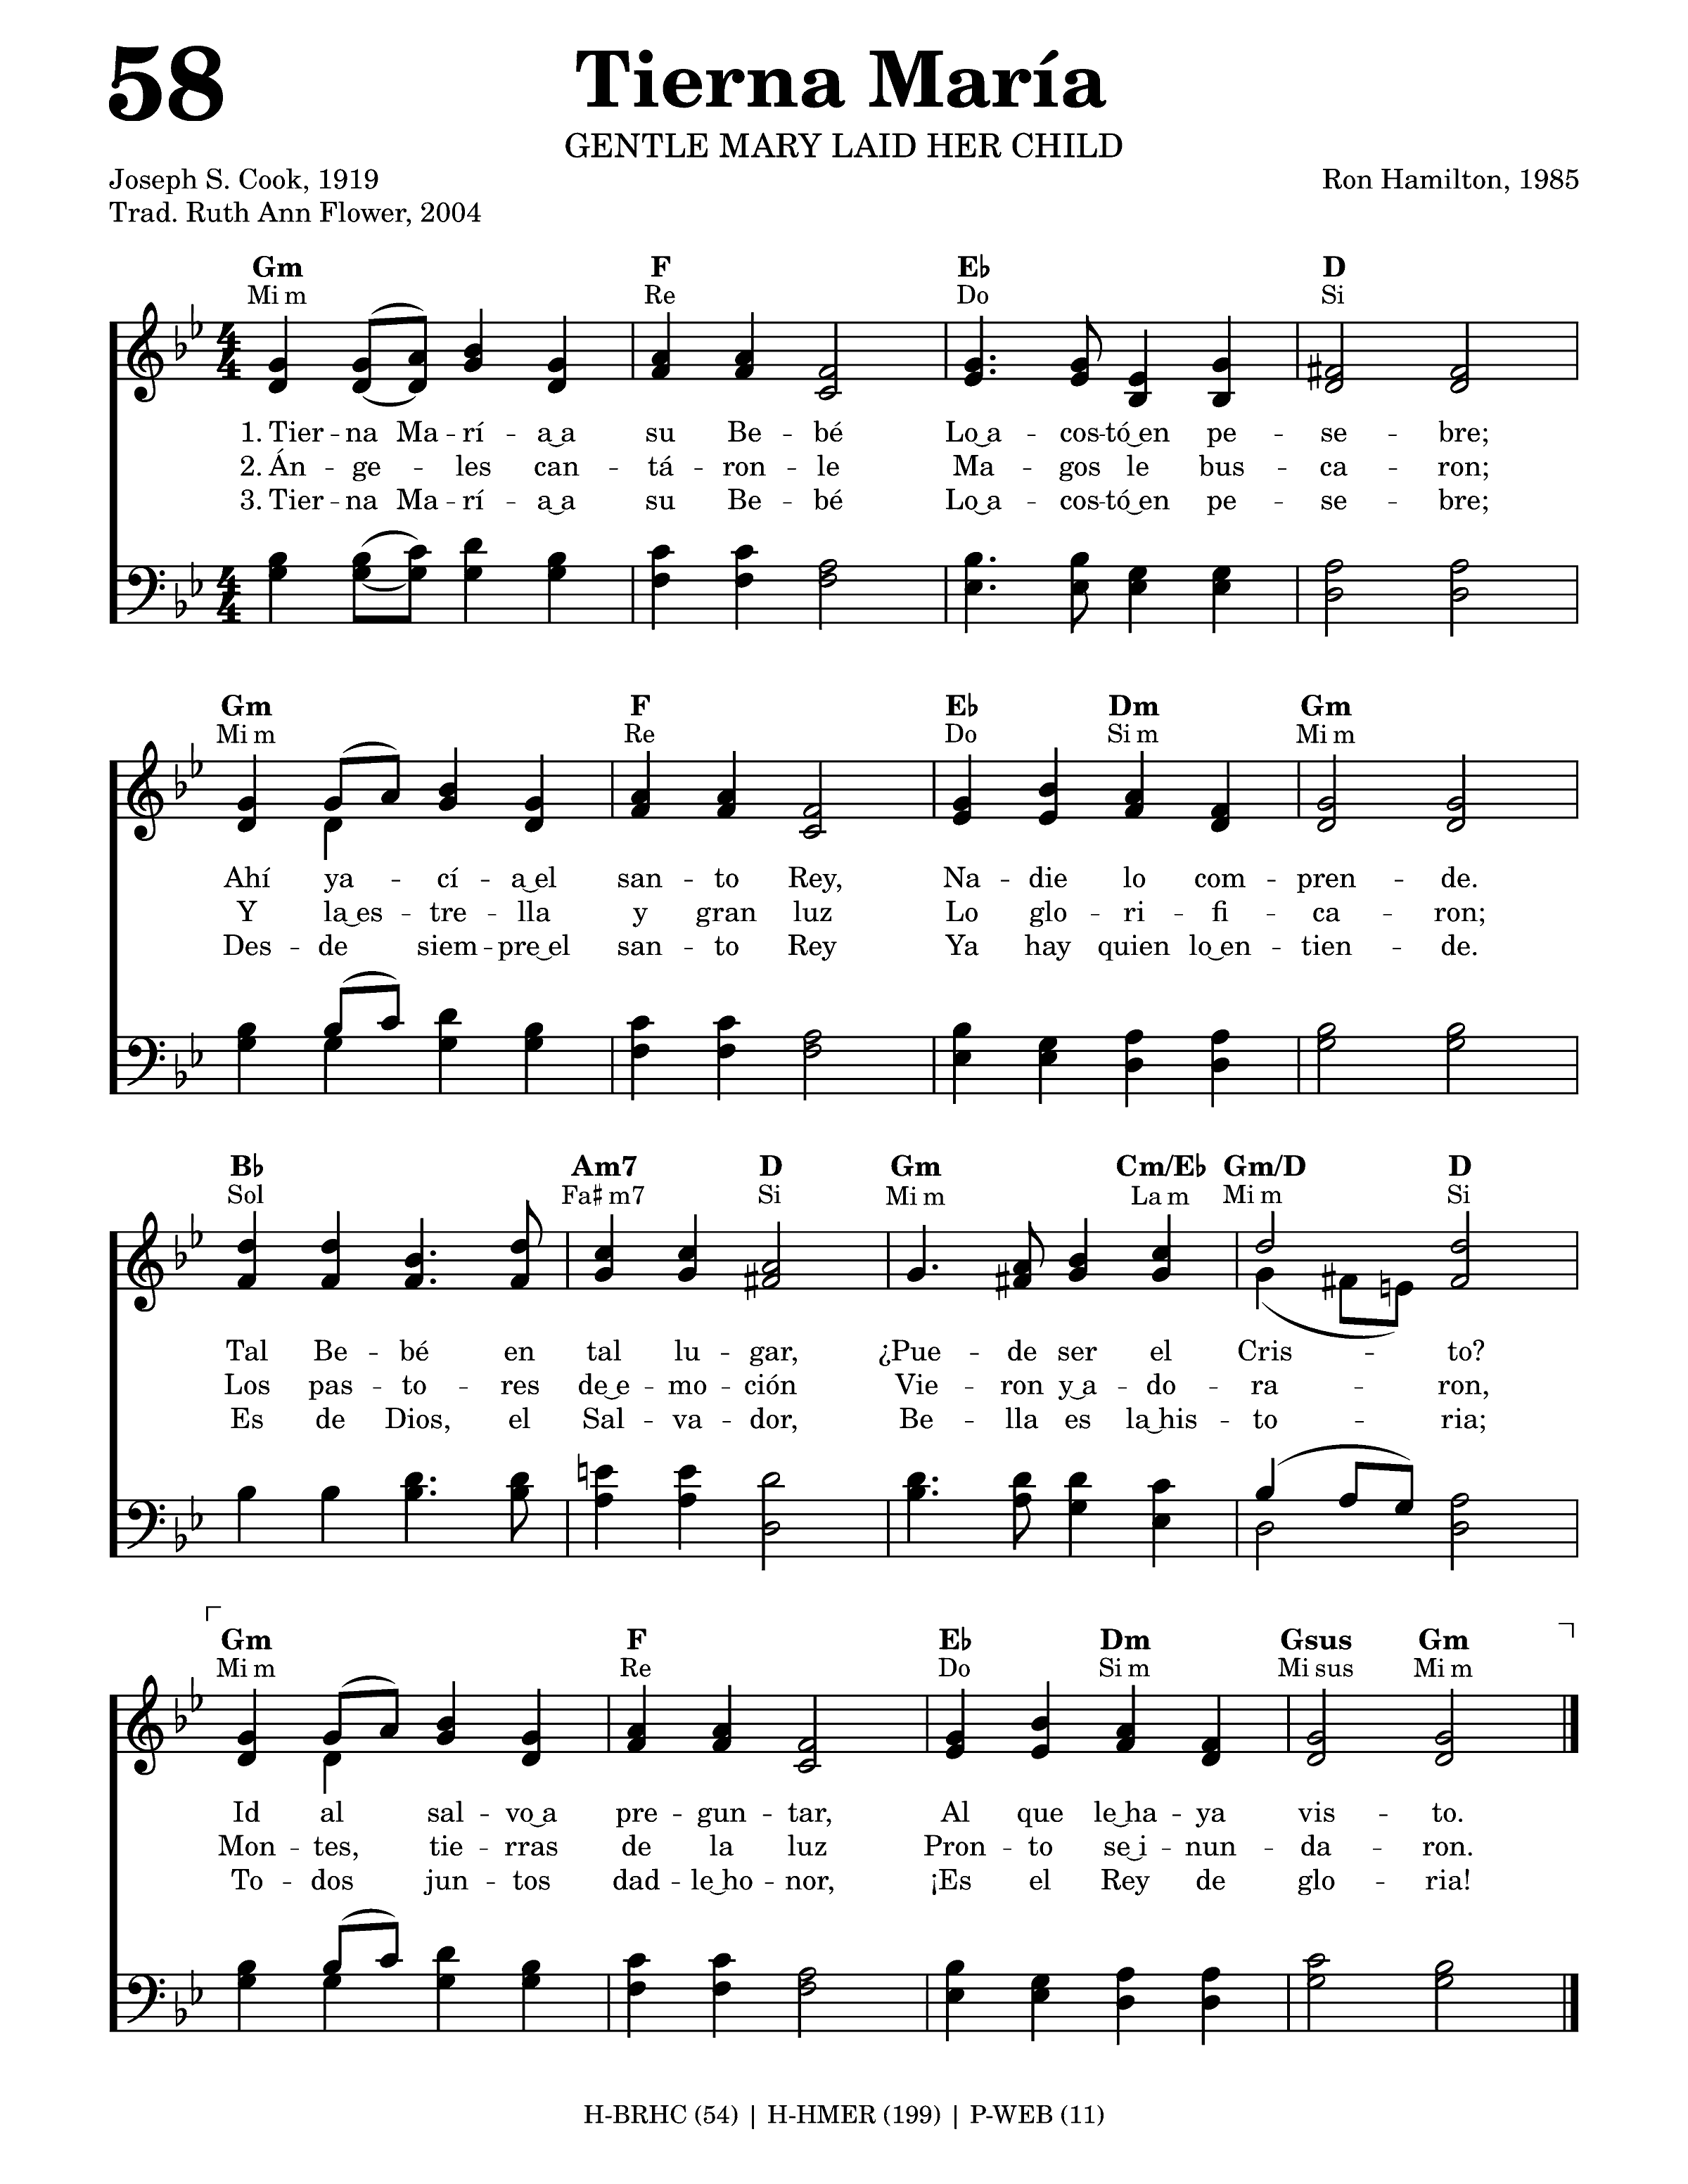 58
Tierna María
GENTLE MARY LAID HER CHILD
Joseph S. Cook, 1919
Ron Hamilton, 1985
Trad. Ruth Ann Flower, 2004
Gm F E♭ D
Mi m Re Do Si
1. Tier - na Ma - rí - a a su Be - bé Lo a - cos - tó en pe - se - bre;
2. Án - ge - les can - tá - ron - le Ma - gos le bus - ca - ron;
3. Tier - na Ma - rí - a a su Be - bé Lo a - cos - tó en pe - se - bre;
Gm F E♭ Dm Gm
Mi m Re Do Si m Mi m
Ahí ya - cí - a el san - to Rey, Na - die lo com - pren - de.
Y la es - tre - lla y gran luz Lo glo - ri - fi - ca - ron;
Des - de siem - pre el san - to Rey Ya hay quien lo en - tien - de.
B♭ Am7 D Gm Cm/E♭ Gm/D D
Sol Fa♯ m7 Si Mi m La m Mi m Si
Tal Be - bé en tal lu - gar, ¿Pue - de ser el Cris - to?
Los pas - to - res de e - mo - ción Vie - ron y a - do - ra - ron,
Es de Dios, el Sal - va - dor, Be - lla es la his - to - ria;
Gm F E♭ Dm Gsus Gm
Mi m Re Do Si m Mi sus Mi m
Id al sal - vo a pre - gun - tar, Al que le ha - ya vis - to.
Mon - tes, tie - rras de la luz Pron - to se i - nun - da - ron.
To - dos jun - tos dad - le ho - nor, ¡Es el Rey de glo - ria!
H-BRHC (54) | H-HMER (199) | P-WEB (11)